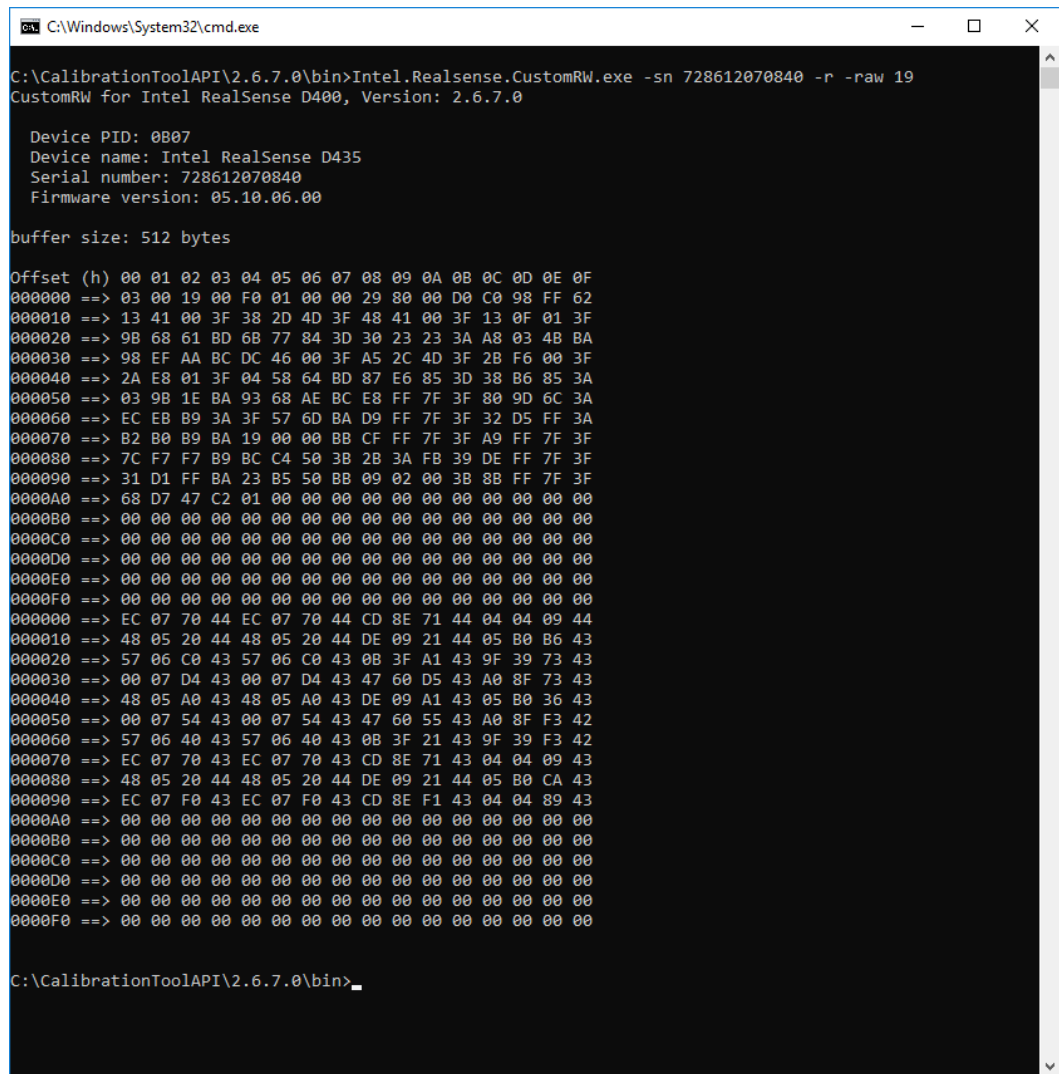 C:\Windows\System32\cmd.exe
C:\CalibrationToolAPI\2.6.7.0\bin>Intel.Realsense.CustomRW.exe -sn 728612070840 -r -raw 19
CustomRW for Intel RealSense D400, Version: 2.6.7.0
Device PID: 0B07
Device name: Intel RealSense D435
Serial number: 728612070840
Firmware version: 05.10.06.00
buffer size: 512 bytes
Offset (h) 00 01 02 03 04 05 06 07 08 09 0A 0B 0C 0D 0E 0F
000000 ==> 03 00 19 00 F0 01 00 00 29 80 00 D0 C0 98 FF 62
000010 ==> 13 41 00 3F 38 2D 4D 3F 48 41 00 3F 13 0F 01 3F
000020 ==> 9B 68 61 BD 6B 77 84 3D 30 23 23 3A A8 03 4B BA
000030 ==> 98 EF AA BC DC 46 00 3F A5 2C 4D 3F 2B F6 00 3F
000040 ==> 2A E8 01 3F 04 58 64 BD 87 E6 85 3D 38 B6 85 3A
000050 ==> 03 9B 1E BA 93 68 AE BC E8 FF 7F 3F 80 9D 6C 3A
000060 ==> EC EB B9 3A 3F 57 6D BA D9 FF 7F 3F 32 D5 FF 3A
000070 ==> B2 B0 B9 BA 19 00 00 BB CF FF 7F 3F A9 FF 7F 3F
000080 ==> 7C F7 F7 B9 BC C4 50 3B 2B 3A FB 39 DE FF 7F 3F
000090 ==> 31 D1 FF BA 23 B5 50 BB 09 02 00 3B 8B FF 7F 3F
0000A0 ==> 68 D7 47 C2 01 00 00 00 00 00 00 00 00 00 00 00
0000B0 ==> 00 00 00 00 00 00 00 00 00 00 00 00 00 00 00 00
0000C0 ==> 00 00 00 00 00 00 00 00 00 00 00 00 00 00 00 00
0000D0 ==> 00 00 00 00 00 00 00 00 00 00 00 00 00 00 00 00
0000E0 ==> 00 00 00 00 00 00 00 00 00 00 00 00 00 00 00 00
0000F0 ==> 00 00 00 00 00 00 00 00 00 00 00 00 00 00 00 00
000000 ==> EC 07 70 44 EC 07 70 44 CD 8E 71 44 04 04 09 44
000010 ==> 48 05 20 44 48 05 20 44 DE 09 21 44 05 B0 B6 43
000020 ==> 57 06 C0 43 57 06 C0 43 0B 3F A1 43 9F 39 73 43
000030 ==> 00 07 D4 43 00 07 D4 43 47 60 D5 43 A0 8F 73 43
000040 ==> 48 05 A0 43 48 05 A0 43 DE 09 A1 43 05 B0 36 43
000050 ==> 00 07 54 43 00 07 54 43 47 60 55 43 A0 8F F3 42
000060 ==> 57 06 40 43 57 06 40 43 0B 3F 21 43 9F 39 F3 42
000070 ==> EC 07 70 43 EC 07 70 43 CD 8E 71 43 04 04 09 43
000080 ==> 48 05 20 44 48 05 20 44 DE 09 21 44 05 B0 CA 43
000090 ==> EC 07 F0 43 EC 07 F0 43 CD 8E F1 43 04 04 89 43
0000A0 ==> 00 00 00 00 00 00 00 00 00 00 00 00 00 00 00 00
0000B0 ==> 00 00 00 00 00 00 00 00 00 00 00 00 00 00 00 00
0000C0 ==> 00 00 00 00 00 00 00 00 00 00 00 00 00 00 00 00
0000D0 ==> 00 00 00 00 00 00 00 00 00 00 00 00 00 00 00 00
0000E0 ==> 00 00 00 00 00 00 00 00 00 00 00 00 00 00 00 00
0000F0 ==> 00 00 00 00 00 00 00 00 00 00 00 00 00 00 00 00
C:\CalibrationToolAPI\2.6.7.0\bin>